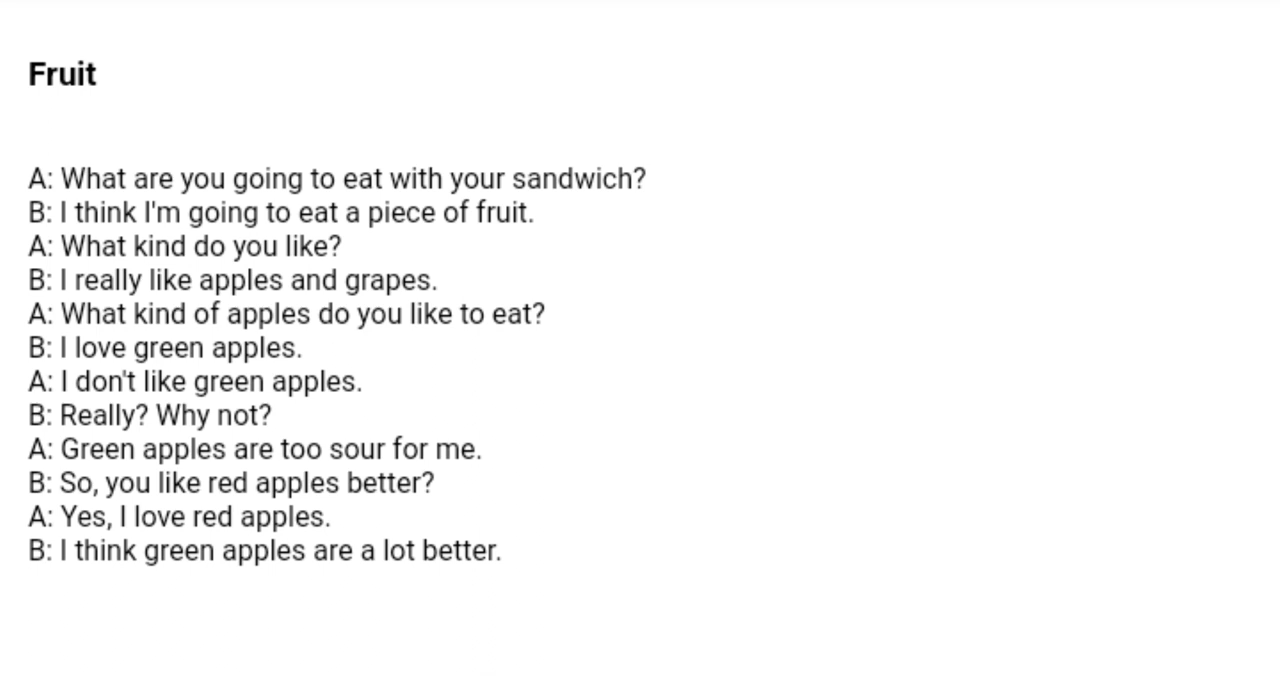 Fruit
A: What are you going to eat with your sandwich?
B: I think I'm going to eat a piece of fruit.
A: What kind do you like?
B: I really like apples and grapes.
A: What kind of apples do you like to eat?
B: I love green apples.
A: I don't like green apples.
B: Really? Why not?
A: Green apples are too sour for me.
B: So, you like red apples better?
A: Yes, I love red apples.
B: I think green apples are a lot better.